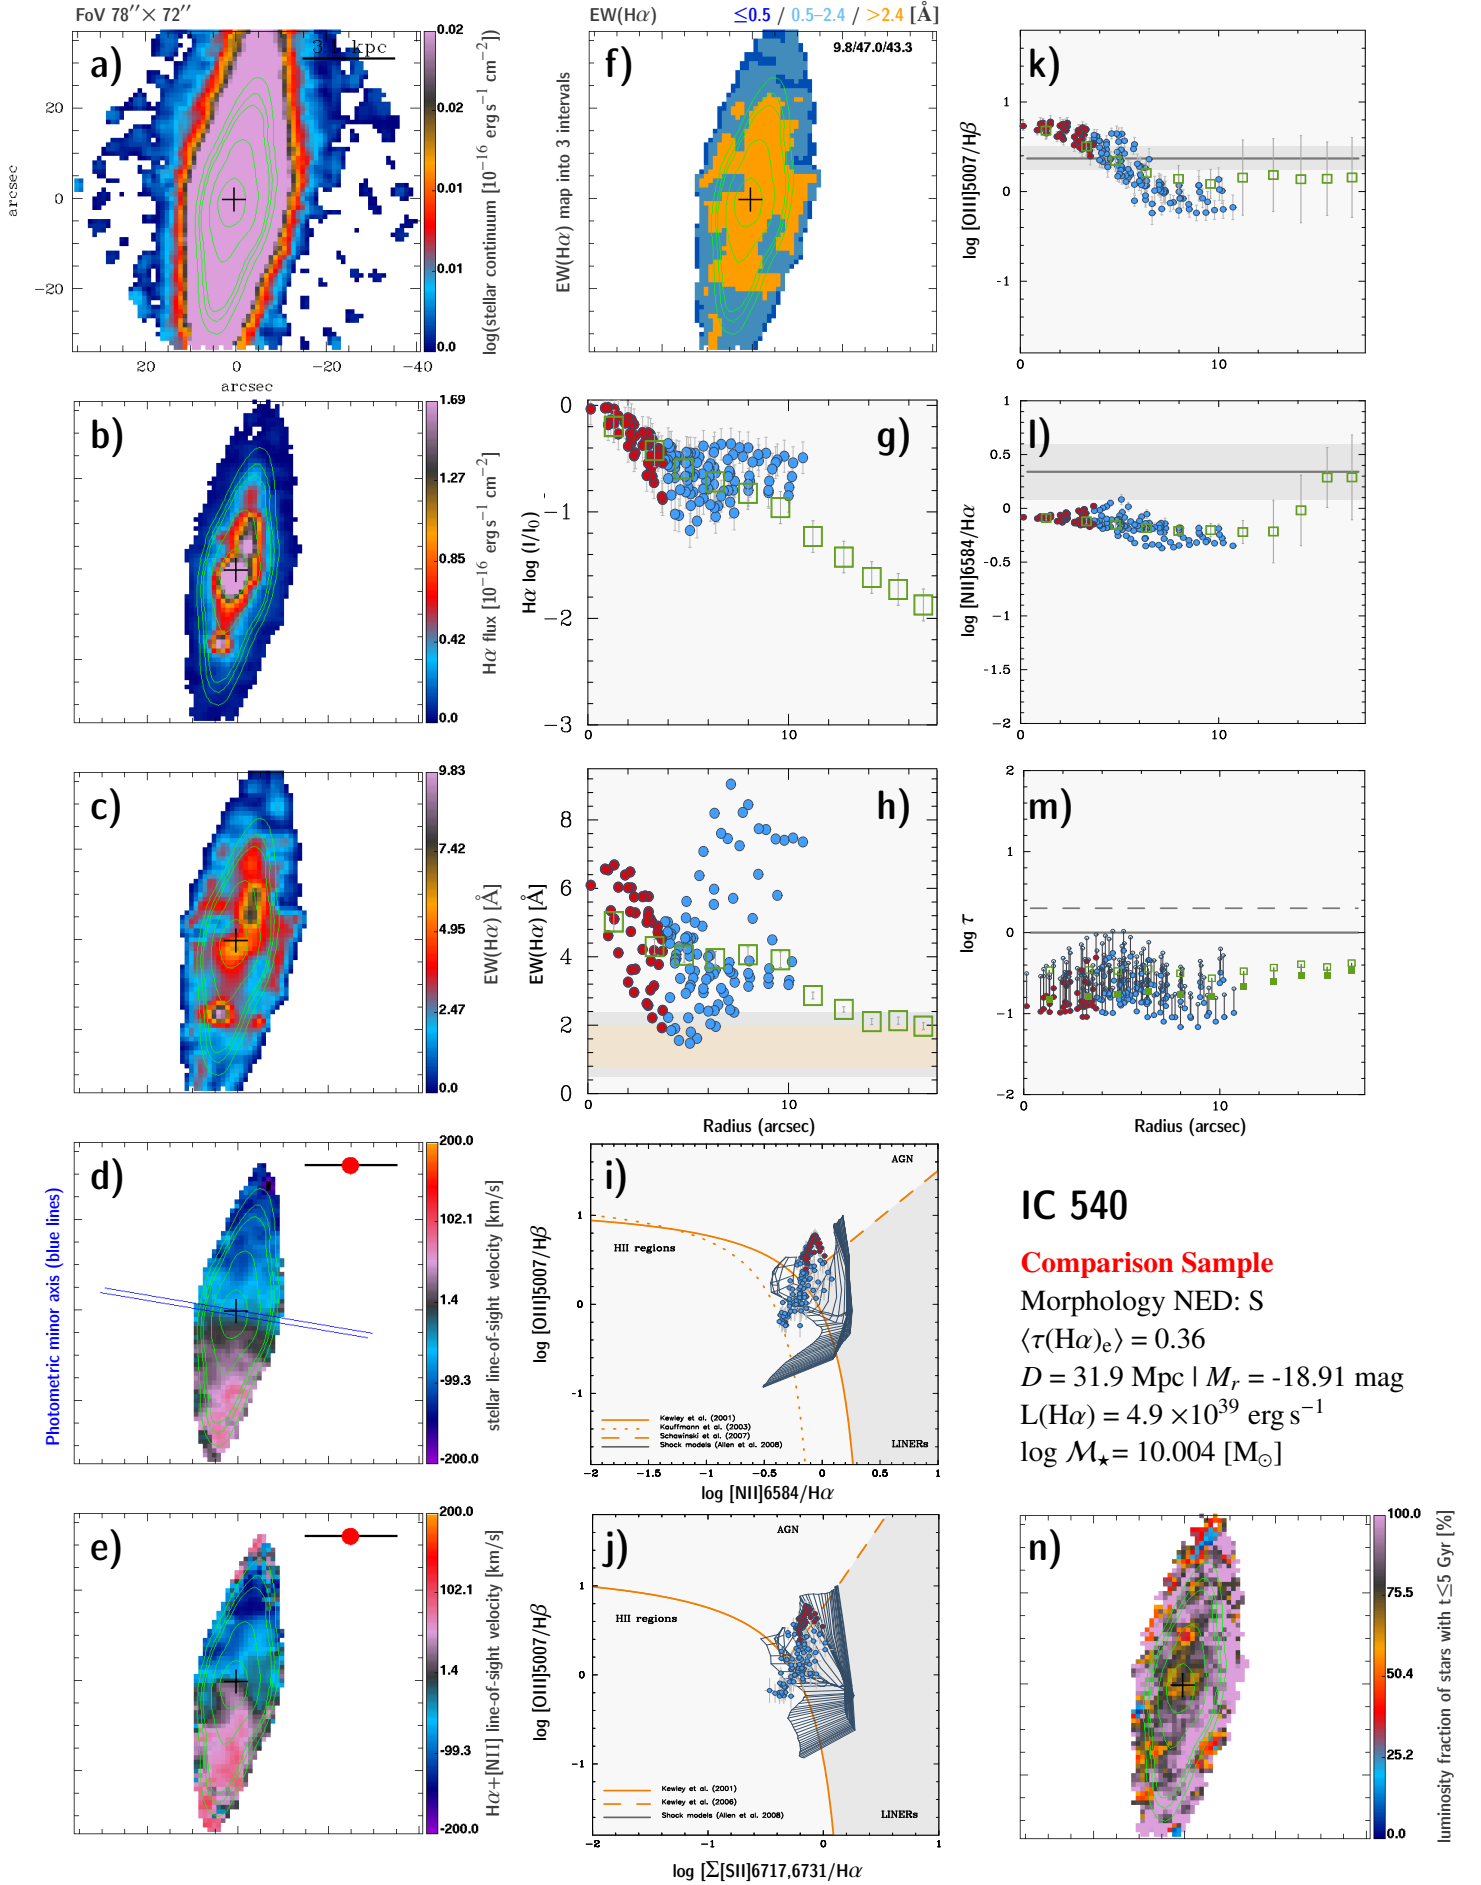 FoV 78′′× 72′′
a)
3.1 kpc
arcsec
20
0
−20
20
0
−20
−40
arcsec
0.02
0.02
0.01
0.01
0.0
log(stellar continuum [10−16 erg s−1 cm−2])
b)
1.69
1.27
0.85
0.42
0.0
Hα flux [10−16 erg s−1 cm−2]
c)
9.83
7.42
4.95
2.47
0.0
EW(Hα) [Å]
d)
Photometric minor axis (blue lines)
200.0
102.1
1.4
-99.3
-200.0
stellar line-of-sight velocity [km/s]
e)
200.0
102.1
1.4
-99.3
-200.0
Hα+[NII] line-of-sight velocity [km/s]
EW(Hα) ≤0.5 / 0.5–2.4 / >2.4 [Å]
f)
9.8/47.0/43.3
EW(Hα) map into 3 intervals
g)
0
−1
−2
−3
0
10
Hα log (I/I0)
h)
8
6
4
2
0
0
10
EW(Hα) [Å]
Radius (arcsec)
i)
AGN
HII regions
LINERs
Kewley et al. (2001)
Kauffmann et al. (2003)
Schawinski et al. (2007)
Shock models (Allen et al. 2008)
1
0
−1
−2
−1
−0.5
0
0.5
1
log [OIII]5007/Hβ
log [NII]6584/Hα
j)
AGN
HII regions
LINERs
Kewley et al. (2001)
Kewley et al. (2006)
Shock models (Allen et al. 2008)
1
0
−1
−2
−1
0
1
log [OIII]5007/Hβ
log [Σ[SII]6717,6731/Hα
k)
1
0
−1
0
10
log [OIII]5007/Hβ
l)
1
0.5
0
−0.5
−1
−1.5
−2
0
10
log [NII]6584/Hα
m)
2
1
0
−1
−2
0
10
log τ
Radius (arcsec)
IC 540
Comparison Sample
Morphology NED: S
⟨τ(Hα)e⟩ = 0.36
D = 31.9 Mpc | Mr = -18.91 mag
L(Hα) = 4.9 ×10^39 erg s−1
log M★= 10.004 [M⊙]
n)
100.0
75.5
50.4
25.2
0.0
luminosity fraction of stars with t≤5 Gyr [%]